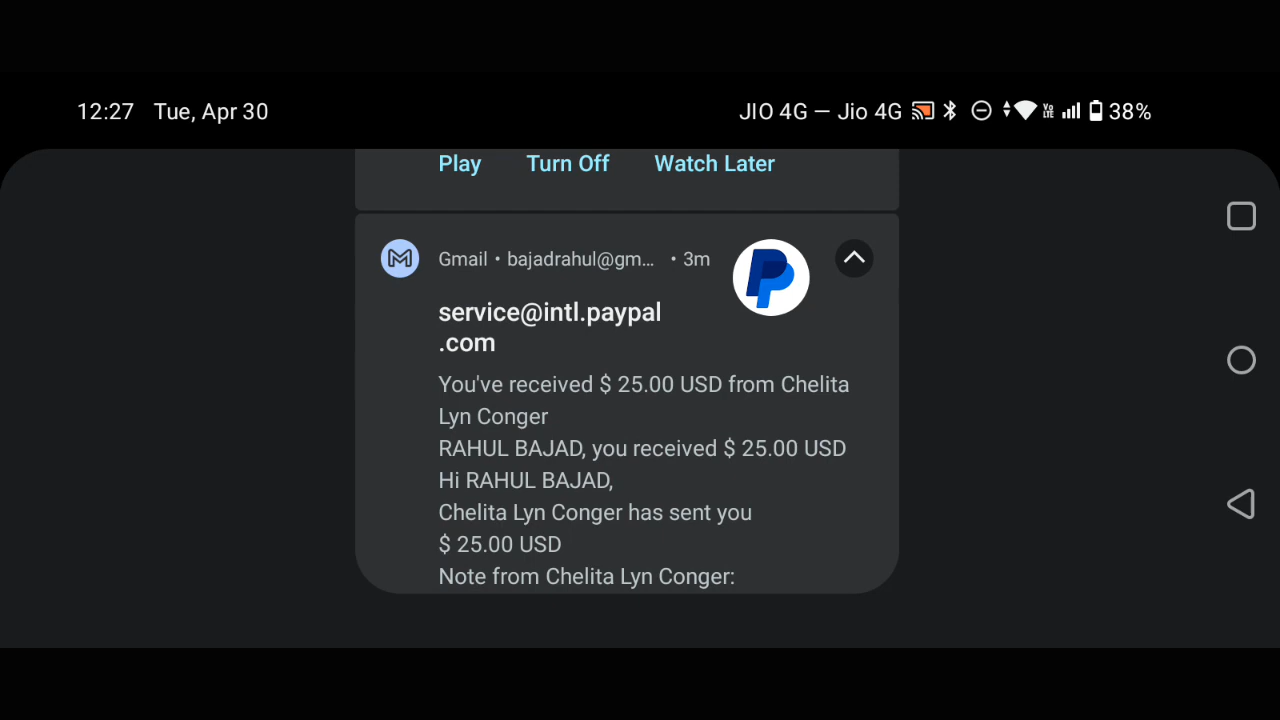 12:27 Tue, Apr 30 JIO 4G — Jio 4G Vo LTE 38%
Play Turn Off Watch Later
Gmail • bajadrahul@gm... • 3m
service@intl.paypal
.com
You've received $ 25.00 USD from Chelita
Lyn Conger
RAHUL BAJAD, you received $ 25.00 USD
Hi RAHUL BAJAD,
Chelita Lyn Conger has sent you
$ 25.00 USD
Note from Chelita Lyn Conger: